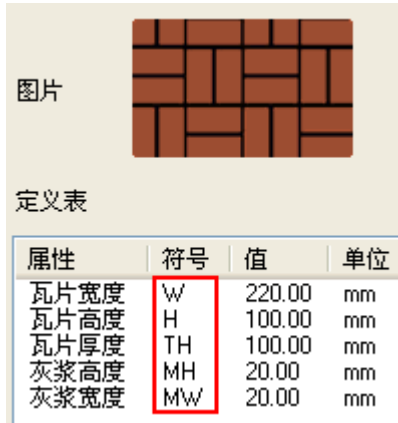 图片
定义表
属性 符号 值 单位
瓦片宽度 W 220.00 mm
瓦片高度 H 100.00 mm
瓦片厚度 TH 100.00 mm
灰浆高度 MH 20.00 mm
灰浆宽度 MW 20.00 mm